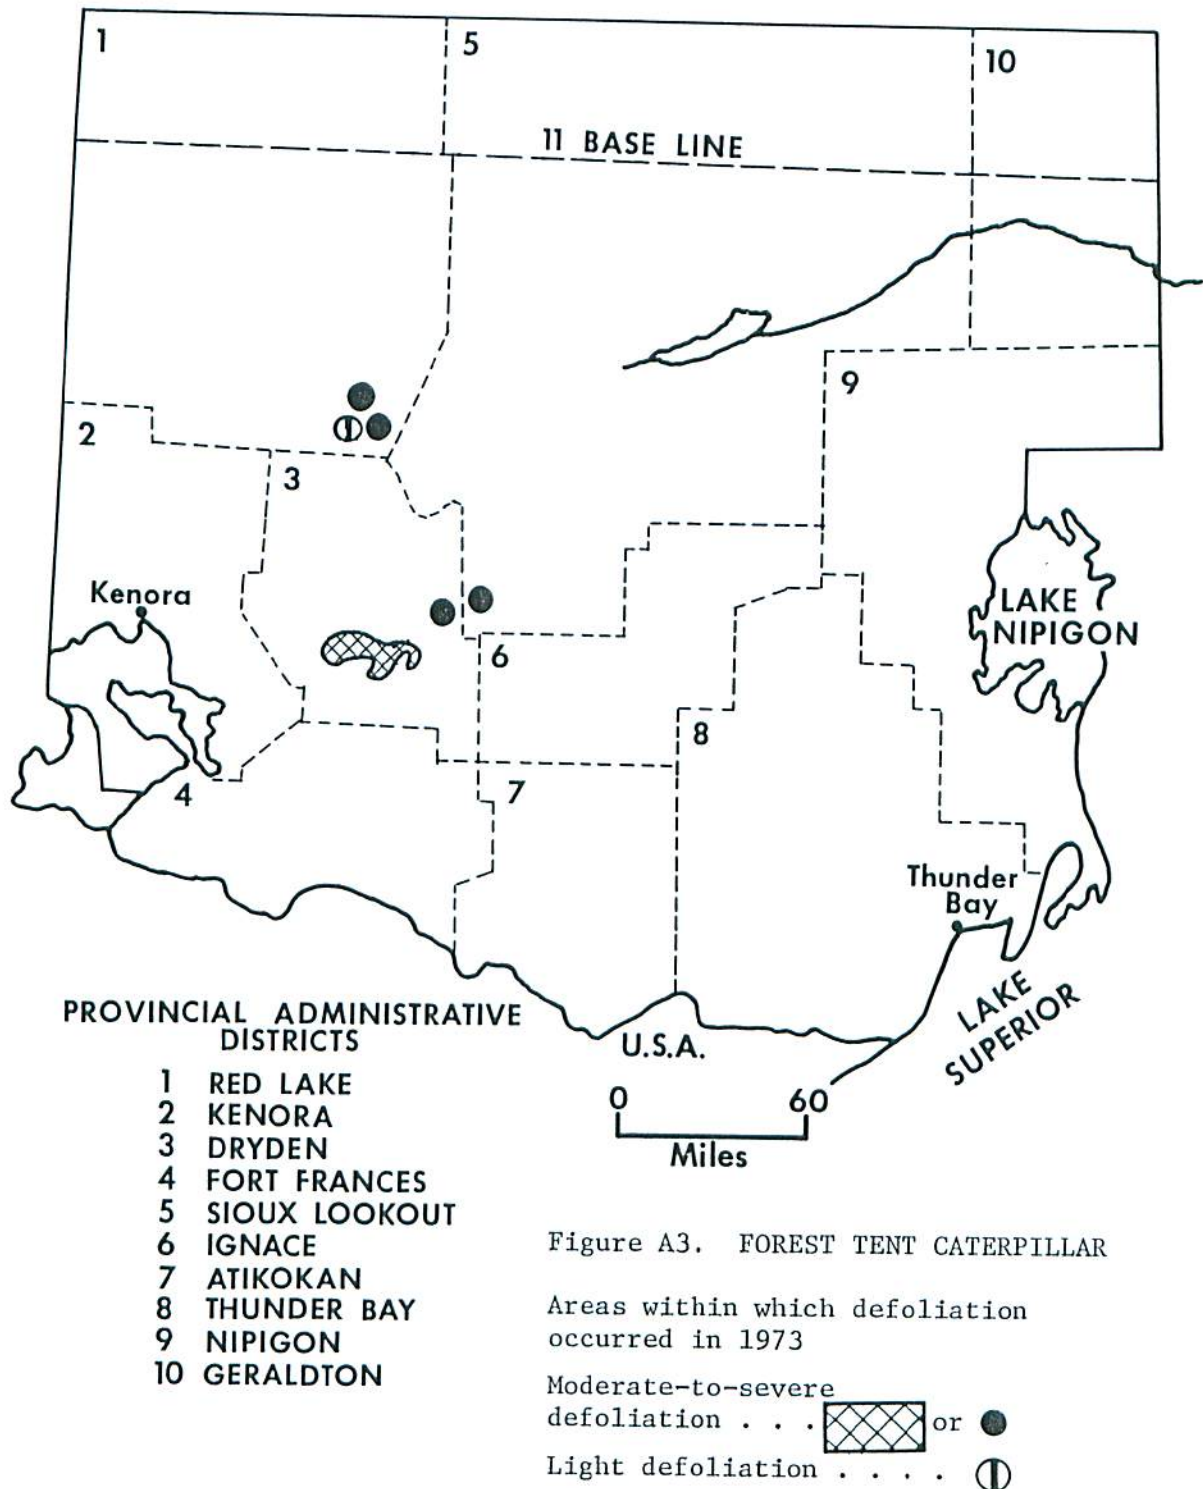 1
5
10
11 BASE LINE
9
2
3
Kenora
LAKE
NIPIGON
6
8
4
7
Thunder
Bay
LAKE
SUPERIOR
U.S.A.
PROVINCIAL ADMINISTRATIVE
DISTRICTS
1 RED LAKE
2 KENORA
3 DRYDEN
4 FORT FRANCES
5 SIOUX LOOKOUT
6 IGNACE
7 ATIKOKAN
8 THUNDER BAY
9 NIPIGON
10 GERALDTON
0 60
Miles
Figure A3. FOREST TENT CATERPILLAR
Areas within which defoliation
occurred in 1973
Moderate-to-severe
defoliation . . . or
Light defoliation . . . .